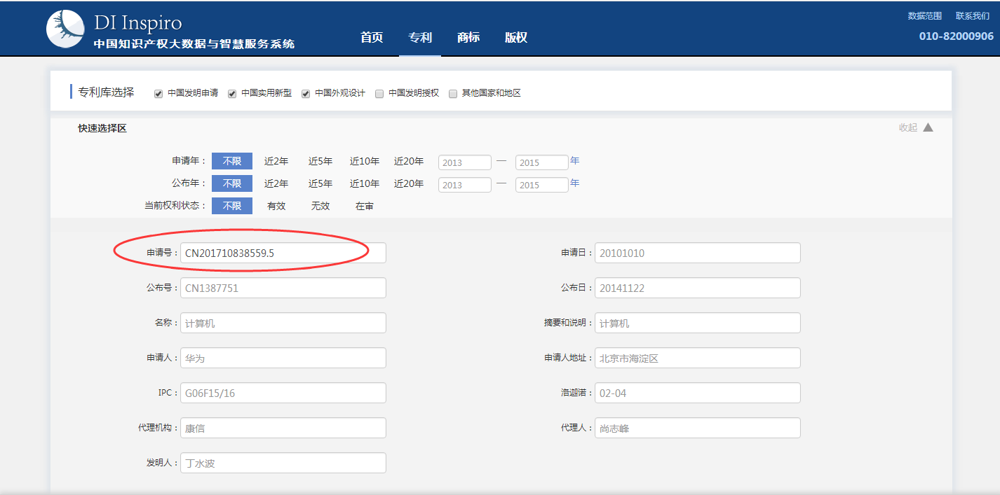 DI Inspiro
中国知识产权大数据与智慧服务系统
首页 专利 商标 版权
数据范围 联系我们
010-82000906
专利库选择 中国发明申请 中国实用新型 中国外观设计 中国发明授权 其他国家和地区
快速选择区 收起
申请年： 不限 近2年 近5年 近10年 近20年 2013 — 2015 年
公布年： 不限 近2年 近5年 近10年 近20年 2013 — 2015 年
当前权利状态： 不限 有效 无效 在审
申请号： CN201710838559.5 申请日： 20101010
公布号： CN1387751 公布日： 20141122
名称： 计算机 摘要和说明： 计算机
申请人： 华为 申请人地址： 北京市海淀区
IPC： G06F15/16 洛迦诺： 02-04
代理机构： 康信 代理人： 尚志峰
发明人： 丁水波